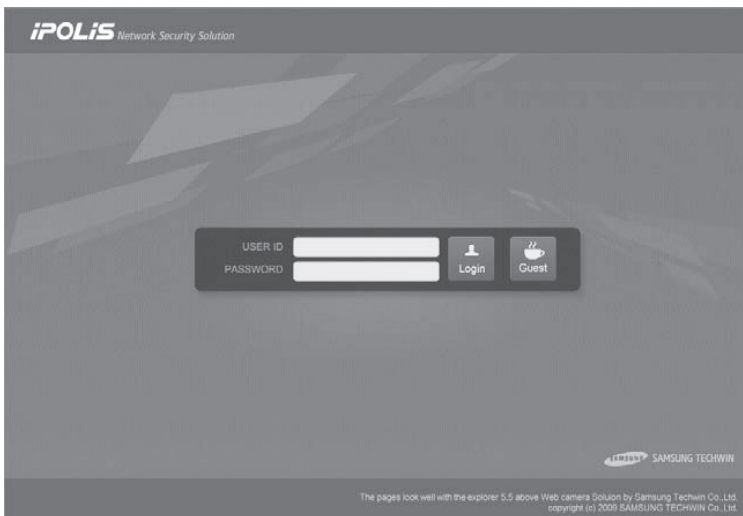 iPOLiS Network Security Solution
USER ID
PASSWORD
Login
Guest
SAMSUNG SAMSUNG TECHWIN
The pages look well with the explorer 5.5 above Web camera Soluion by Samsung Techwin Co.,Ltd.
copyright (c) 2009 SAMSUNG TECHWIN Co.,Ltd.